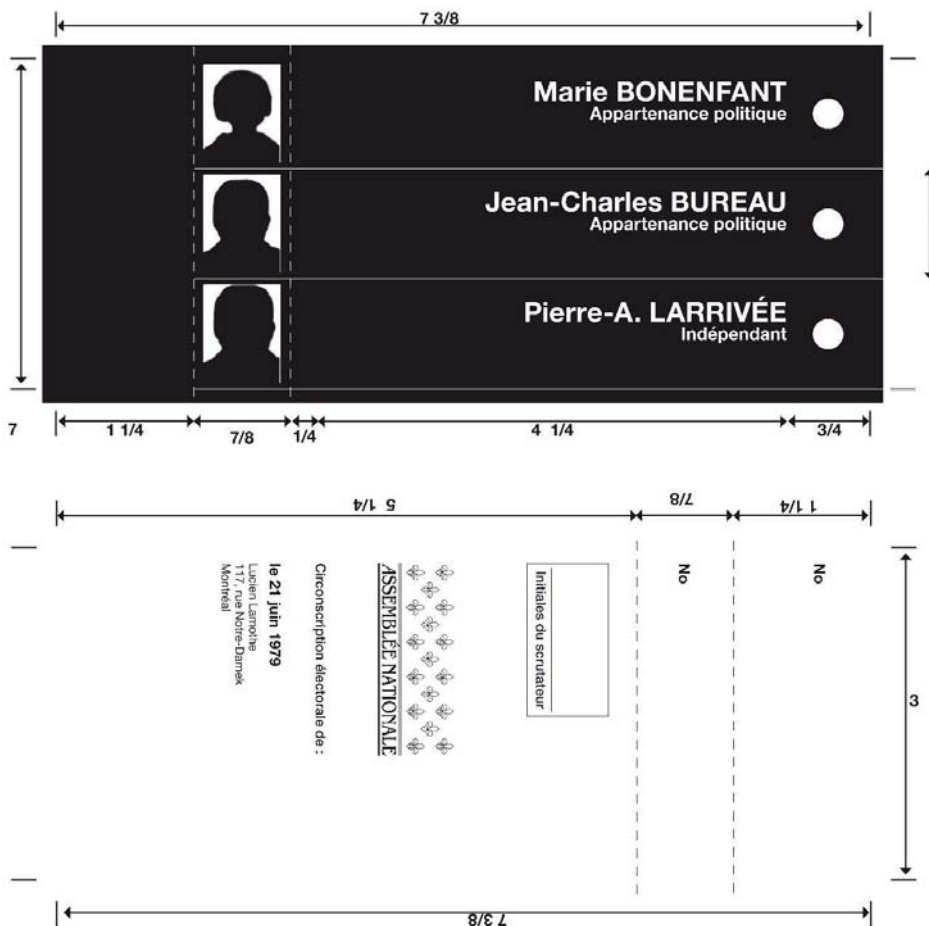 7 3/8
Marie BONENFANT
Appartenance politique
Jean-Charles BUREAU
Appartenance politique
Pierre-A. LARRIVÉE
Indépendant
7
1 1/4
7/8
1/4
4 1/4
3/4
5 1/4
7/8
1 1/4
No
No
Initiales du scrutateur
ASSEMBLÉE NATIONALE
Circonscription électorale de :
le 21 juin 1979
Lucien Lamothe
117, rue Notre-Damek
Montréal
3
7 3/8